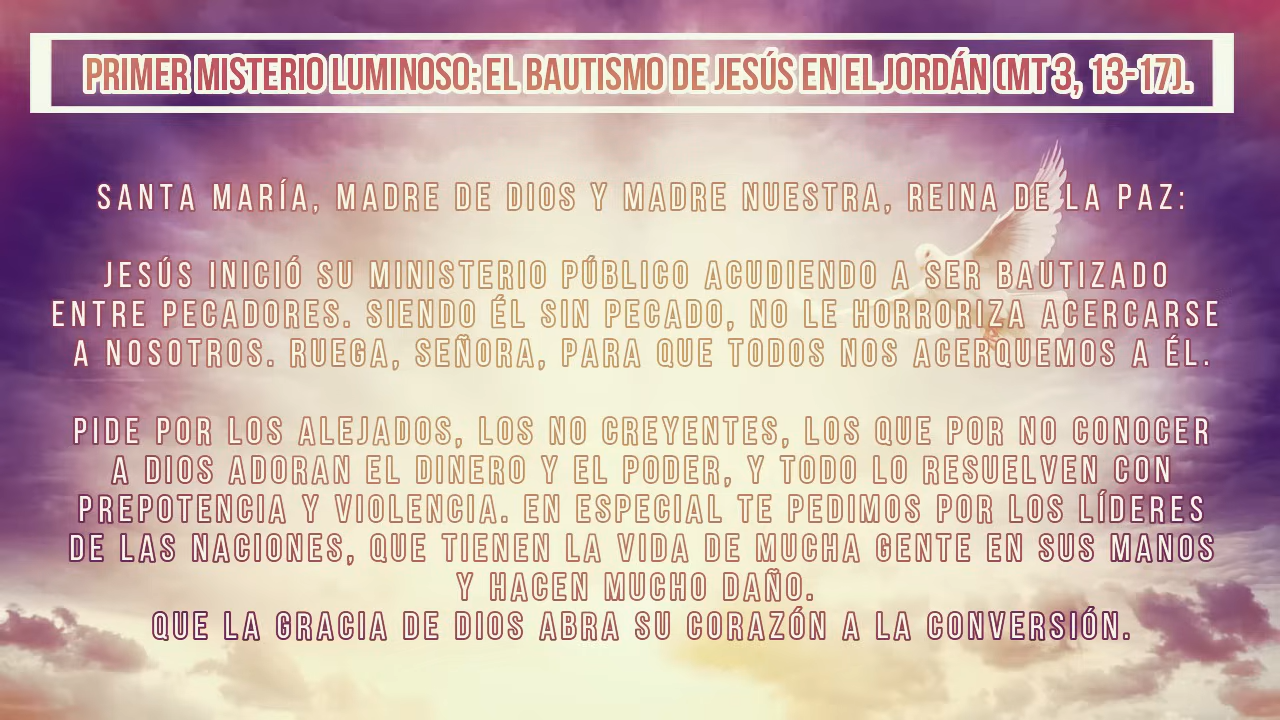 PRIMER MISTERIO LUMINOSO: EL BAUTISMO DE JESÚS EN EL JORDÁN (MT 3, 13-17).
SANTA MARÍA, MADRE DE DIOS Y MADRE NUESTRA, REINA DE LA PAZ:
JESÚS INICIÓ SU MINISTERIO PÚBLICO ACUDIENDO A SER BAUTIZADO
ENTRE PECADORES. SIENDO ÉL SIN PECADO, NO LE HORRORIZA ACERCARSE
A NOSOTROS. RUEGA, SEÑORA, PARA QUE TODOS NOS ACERQUEMOS A ÉL.
PIDE POR LOS ALEJADOS, LOS NO CREYENTES, LOS QUE POR NO CONOCER
A DIOS ADORAN EL DINERO Y EL PODER, Y TODO LO RESUELVEN CON
PREPOTENCIA Y VIOLENCIA. EN ESPECIAL TE PEDIMOS POR LOS LÍDERES
DE LAS NACIONES, QUE TIENEN LA VIDA DE MUCHA GENTE EN SUS MANOS
Y HACEN MUCHO DAÑO.
QUE LA GRACIA DE DIOS ABRA SU CORAZÓN A LA CONVERSIÓN.